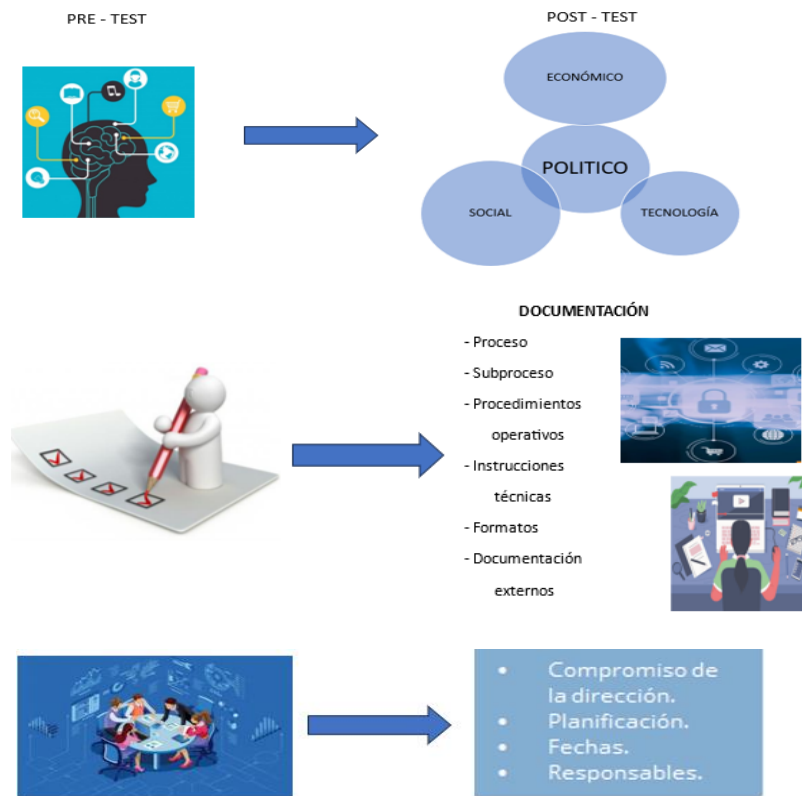 PRE - TEST
POST - TEST
ECONÓMICO
POLITICO
SOCIAL
TECNOLOGÍA
DOCUMENTACIÓN
- Proceso
- Subproceso
- Procedimientos
operativos
- Instrucciones
técnicas
- Formatos
- Documentación
externos
• Compromiso de
la dirección.
• Planificación.
• Fechas.
• Responsables.